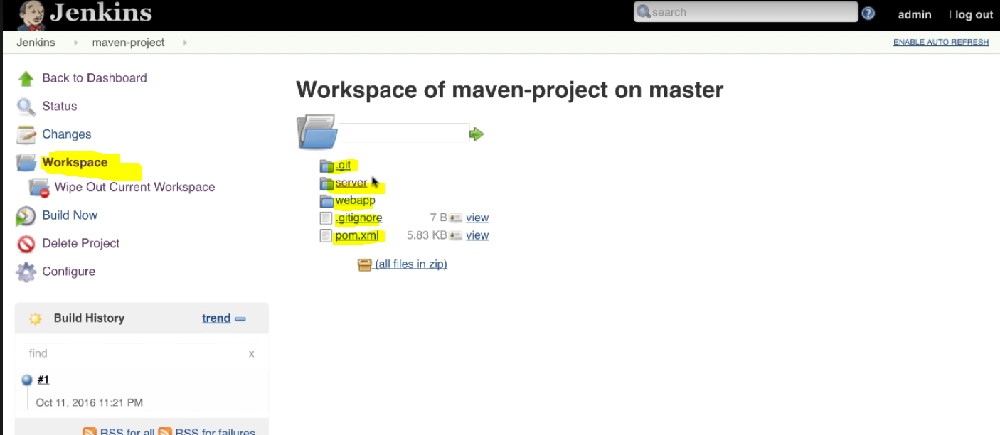 Jenkins
search
admin | log out
Jenkins maven-project
ENABLE AUTO REFRESH
Back to Dashboard
Status
Changes
Workspace
Wipe Out Current Workspace
Build Now
Delete Project
Configure
Build History trend
find x
#1
Oct 11, 2016 11:21 PM
RSS for all RSS for failures
Workspace of maven-project on master
.git
server
webapp
.gitignore 7 B view
pom.xml 5.83 KB view
(all files in zip)